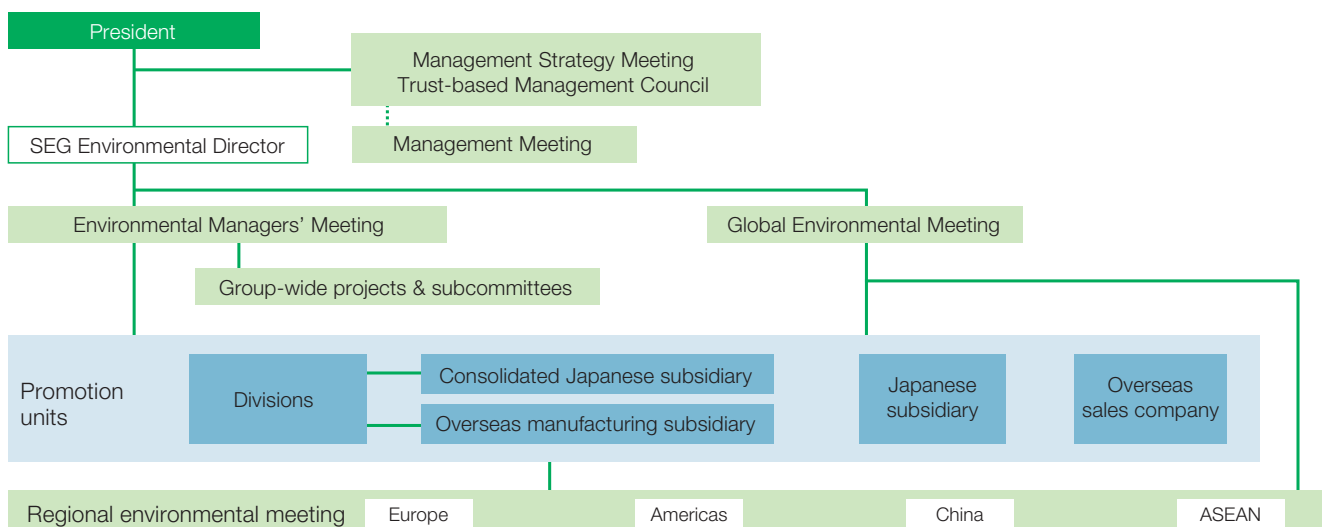 President
Management Strategy Meeting
Trust-based Management Council
SEG Environmental Director
Management Meeting
Environmental Managers’ Meeting
Global Environmental Meeting
Group-wide projects & subcommittees
Promotion
units
Divisions
Consolidated Japanese subsidiary
Overseas manufacturing subsidiary
Japanese
subsidiary
Overseas
sales company
Regional environmental meeting
Europe
Americas
China
ASEAN